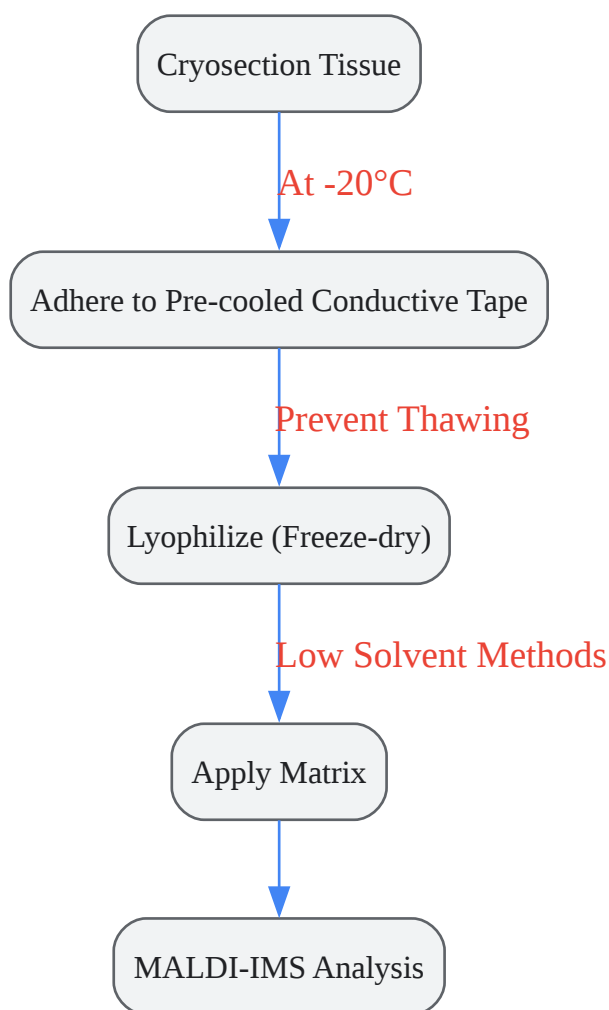 Cryosection Tissue
At -20°C
Adhere to Pre-cooled Conductive Tape
Prevent Thawing
Lyophilize (Freeze-dry)
Low Solvent Methods
Apply Matrix
MALDI-IMS Analysis